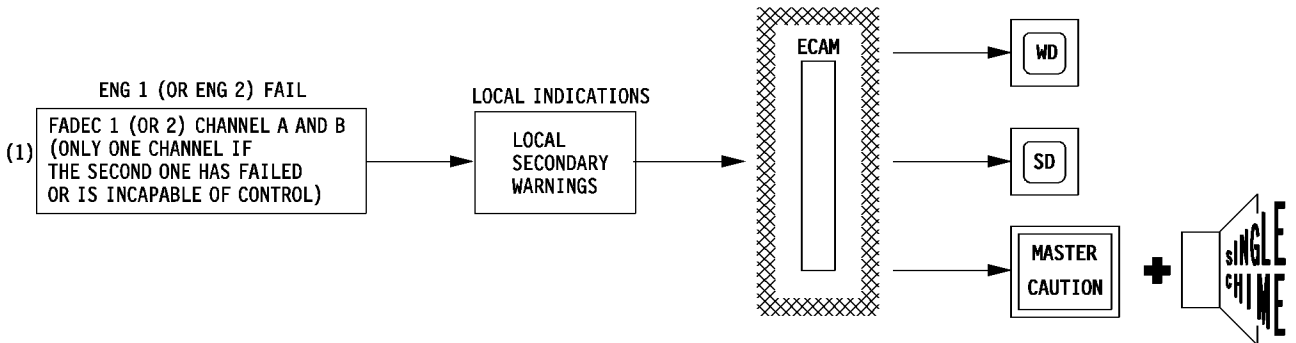 ENG 1 (OR ENG 2) FAIL
(1)
FADEC 1 (OR 2) CHANNEL A AND B
(ONLY ONE CHANNEL IF
THE SECOND ONE HAS FAILED
OR IS INCAPABLE OF CONTROL)
LOCAL INDICATIONS
LOCAL
SECONDARY
WARNINGS
ECAM
WD
SD
MASTER
CAUTION
+
SINGLE
CHIME